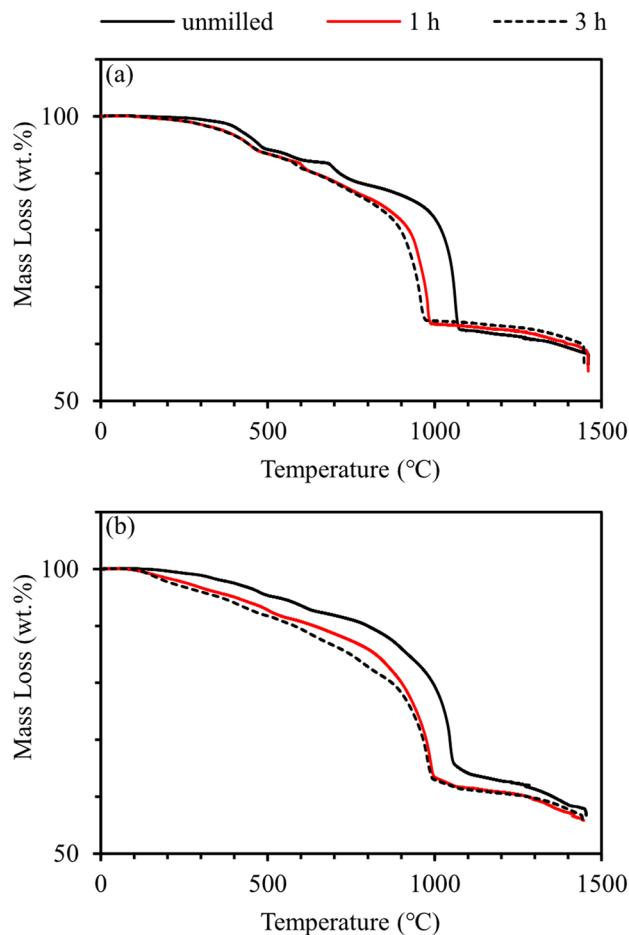 unmilled 1 h 3 h
(a)
100
50
Mass Loss (wt.%)
0 500 1000 1500
Temperature (°C)
(b)
100
50
Mass Loss (wt.%)
0 500 1000 1500
Temperature (°C)